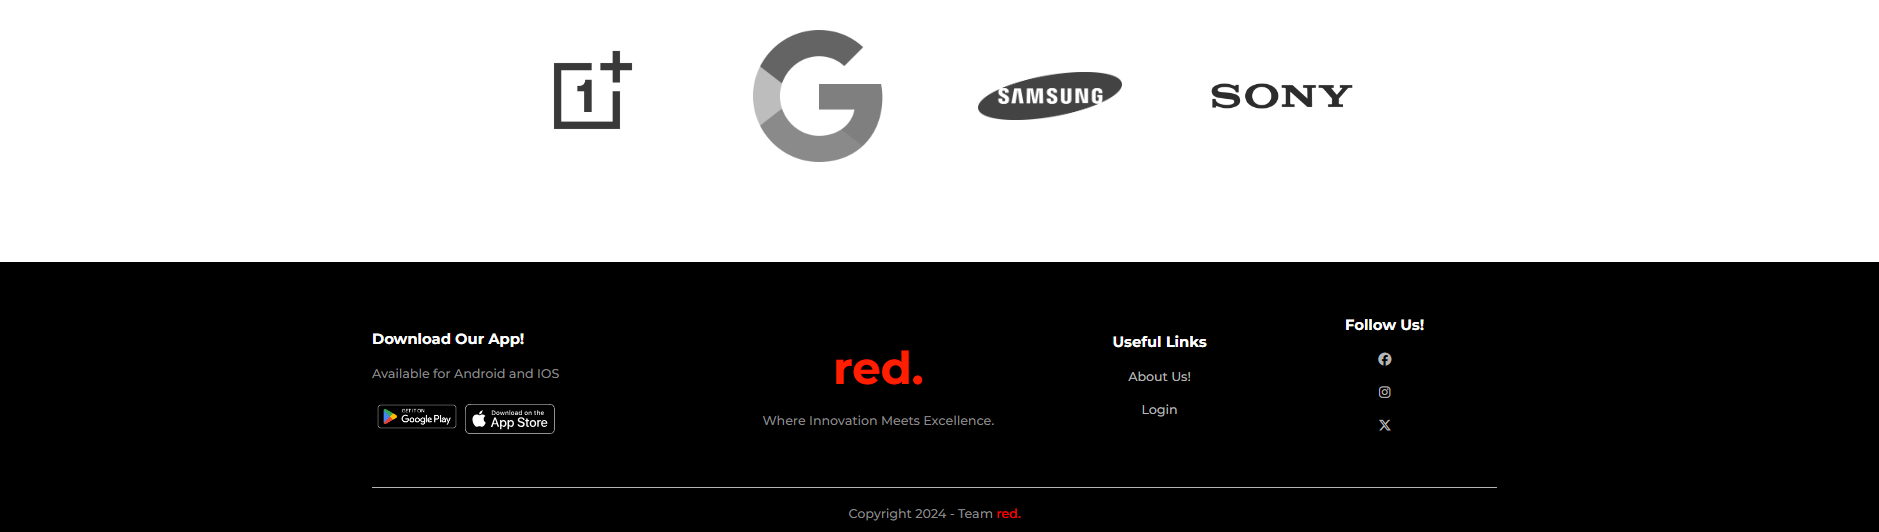 1
G
SAMSUNG
SONY
Download Our App!
Available for Android and IOS
GET IT ON
Google Play
Download on the
App Store
red.
Where Innovation Meets Excellence.
Useful Links
About Us!
Login
Follow Us!
Copyright 2024 - Team red.